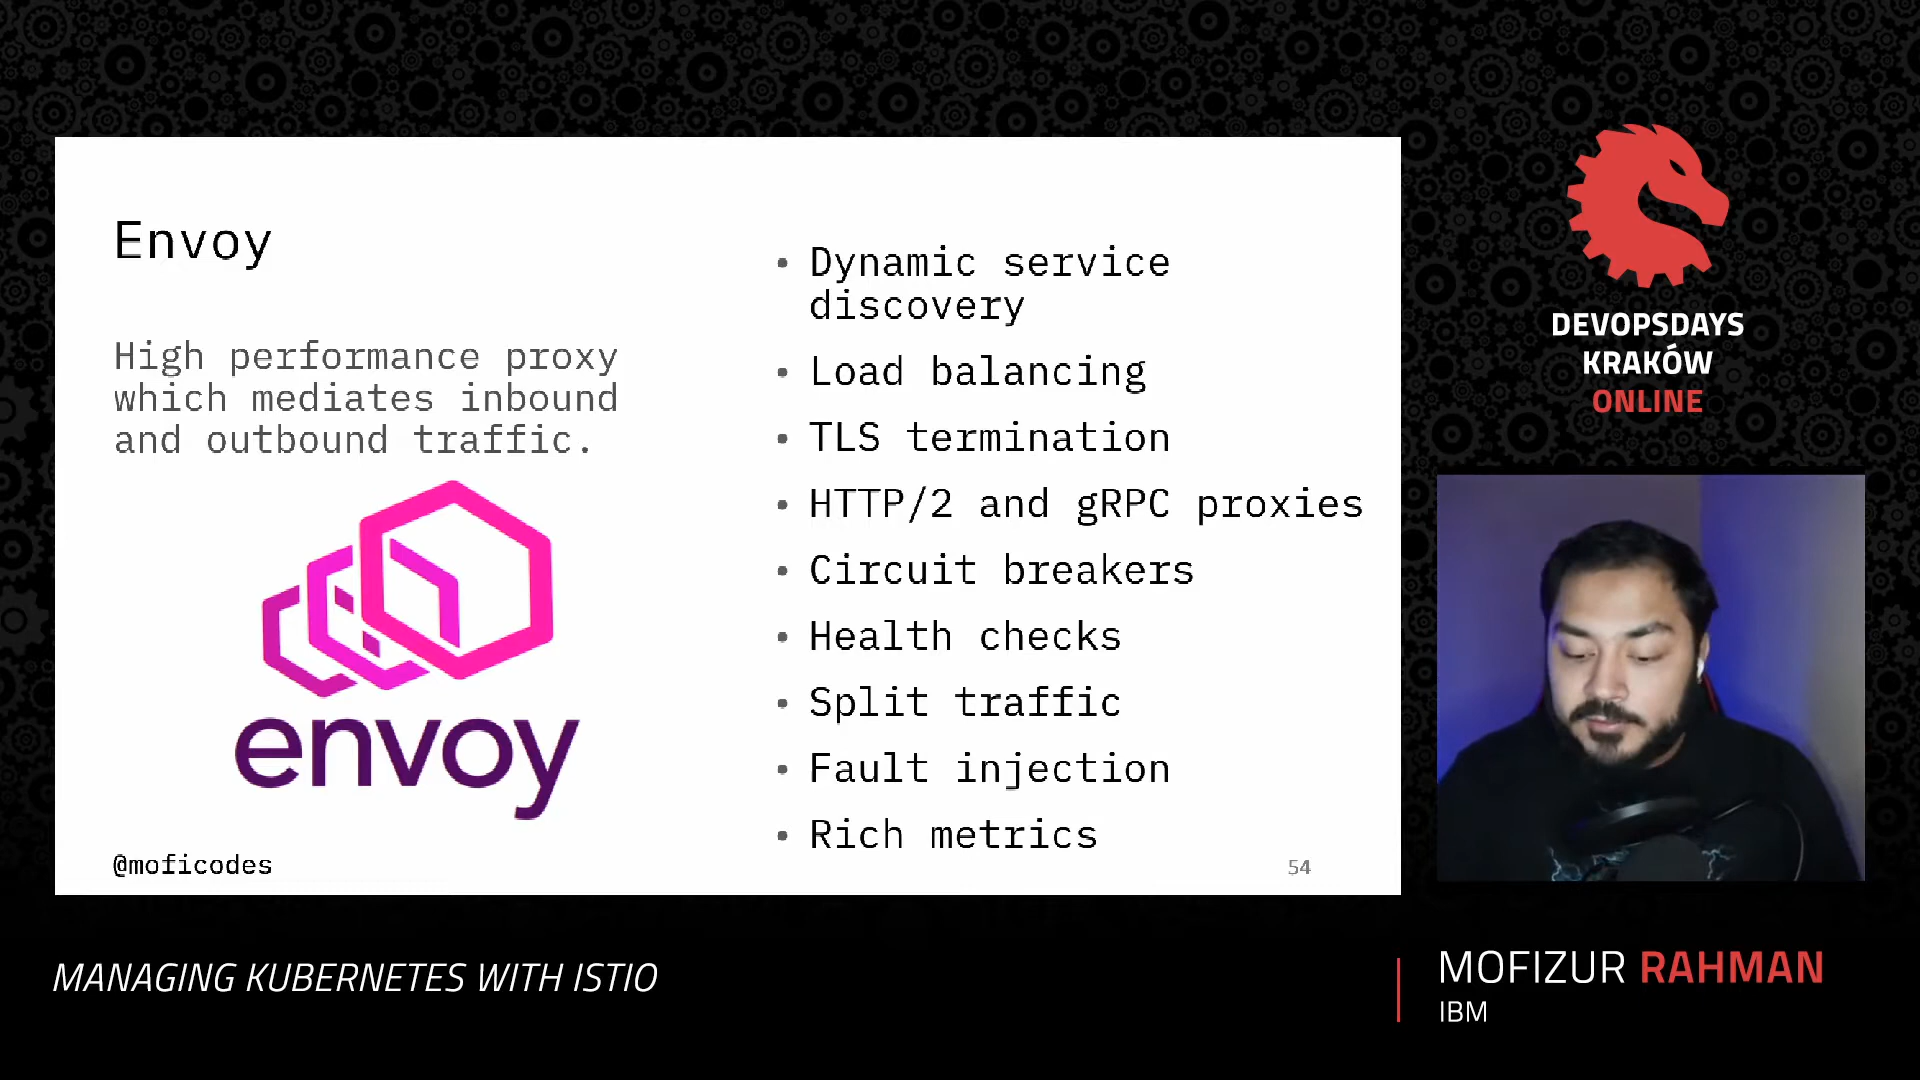 Envoy
High performance proxy
which mediates inbound
and outbound traffic.
envoy
@moficodes
• Dynamic service
discovery
• Load balancing
• TLS termination
• HTTP/2 and gRPC proxies
• Circuit breakers
• Health checks
• Split traffic
• Fault injection
• Rich metrics
54
DEVOPSDAYS
KRAKÓW
ONLINE
MANAGING KUBERNETES WITH ISTIO
MOFIZUR RAHMAN
IBM